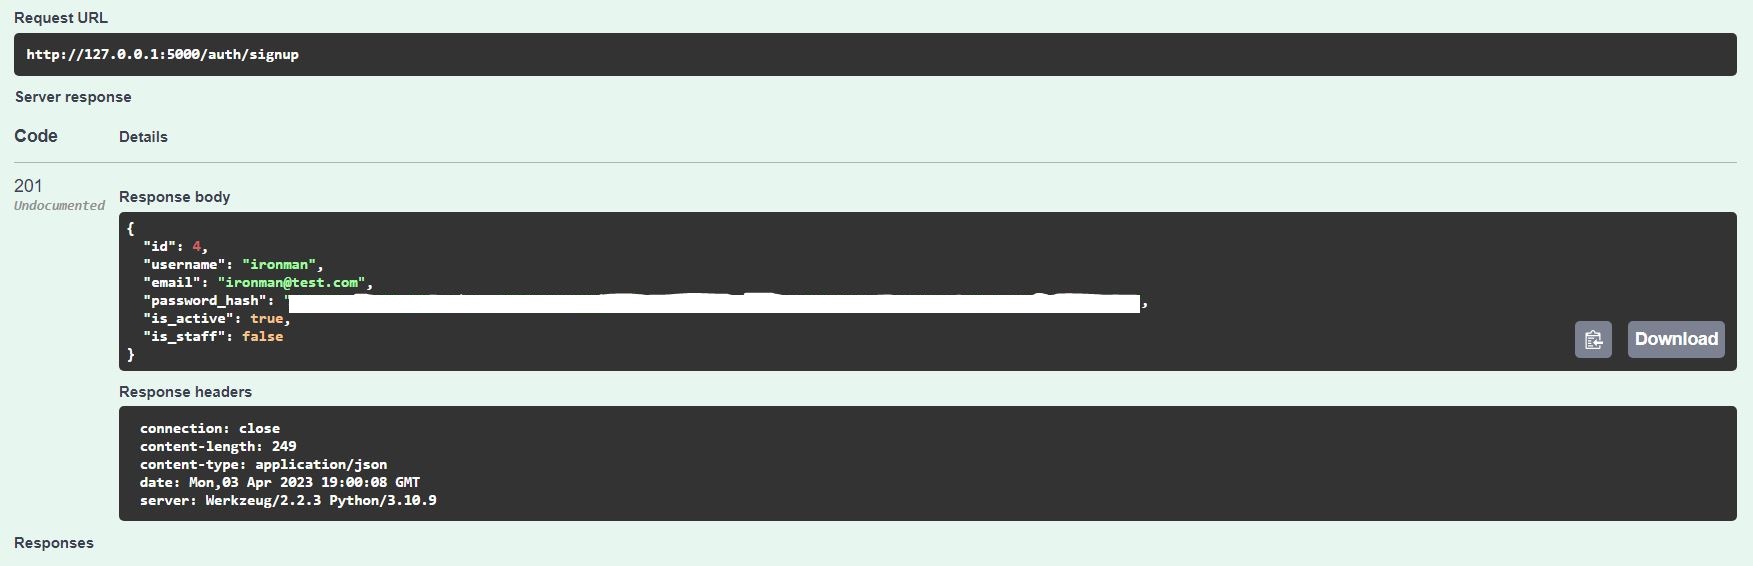 Request URL
http://127.0.0.1:5000/auth/signup
Server response
Code Details
201
Undocumented
Response body
{
"id": 4,
"username": "ironman",
"email": "ironman@test.com",
"password_hash": " ,
"is_active": true,
"is_staff": false
}
Download
Response headers
connection: close
content-length: 249
content-type: application/json
date: Mon,03 Apr 2023 19:00:08 GMT
server: Werkzeug/2.2.3 Python/3.10.9
Responses